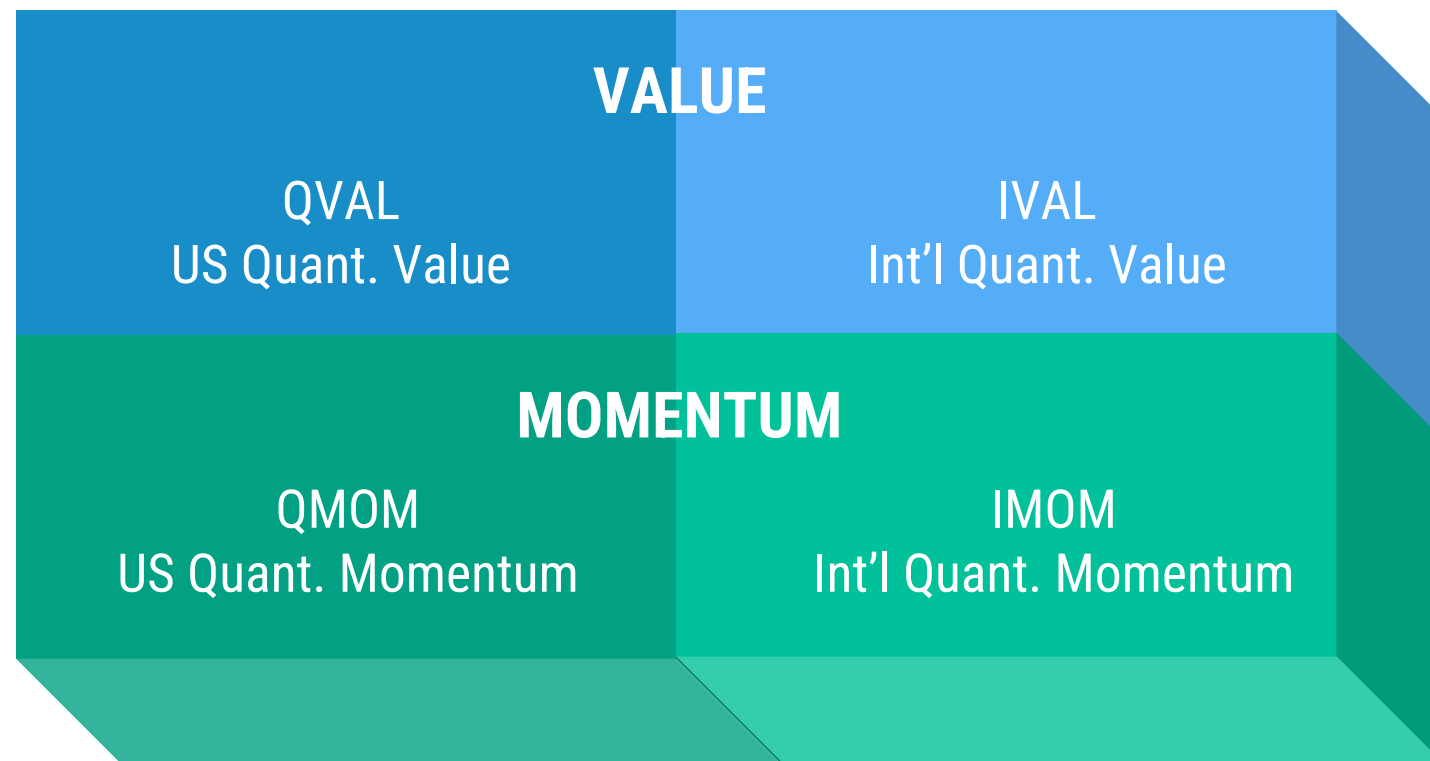 VALUE
QVAL
US Quant. Value
IVAL
Int’l Quant. Value
MOMENTUM
QMOM
US Quant. Momentum
IMOM
Int’l Quant. Momentum